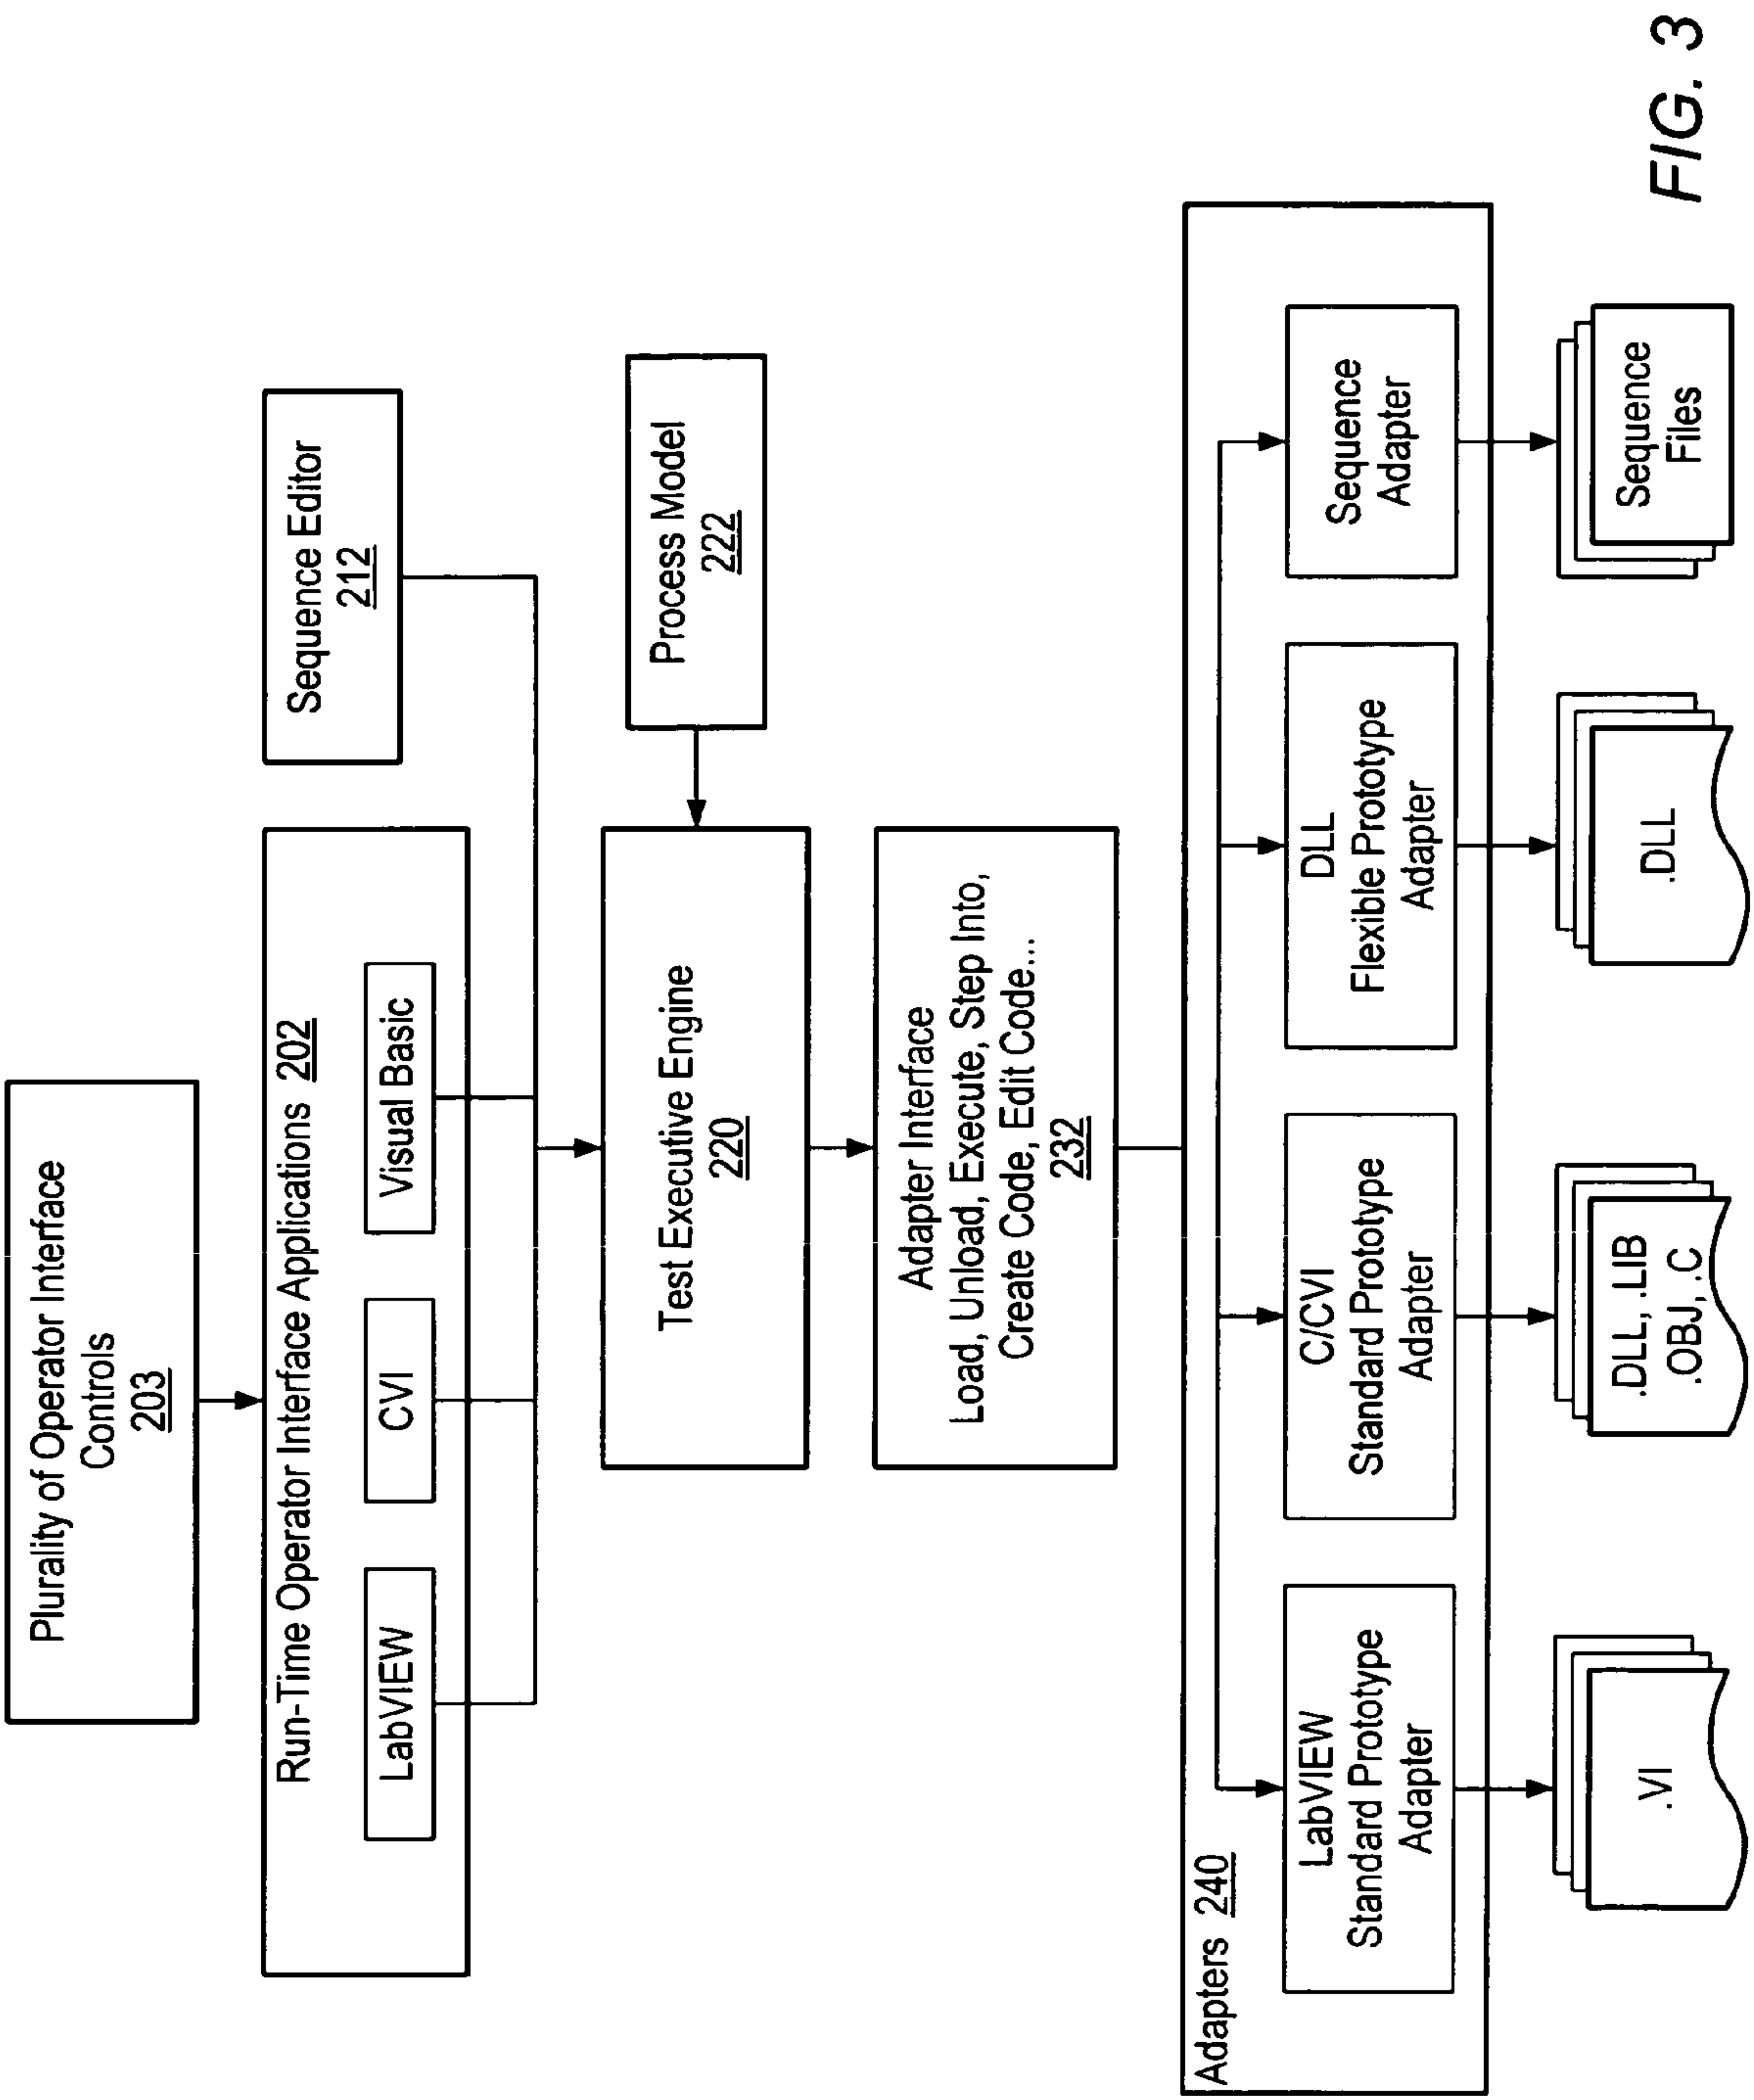 Plurality of Operator Interface
Controls
203
Run-Time Operator Interface Applications 202
LabVIEW
CVI
Visual Basic
Sequence Editor
212
Test Executive Engine
220
Process Model
222
Adapter Interface
Load, Unload, Execute, Step Into,
Create Code, Edit Code...
232
Adapters 240
LabVIEW
Standard Prototype
Adapter
C/CVI
Standard Prototype
Adapter
DLL
Flexible Prototype
Adapter
Sequence
Adapter
.VI
.DLL, .LIB
.OBJ, .C
.DLL
Sequence
Files
FIG. 3